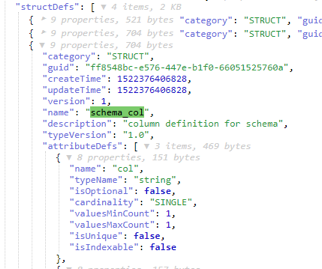 "structDefs": [ ▼ 4 items, 2 KB
{ ◄ 9 properties, 521 bytes "category": "STRUCT", "guid
{ ◄ 9 properties, 704 bytes "category": "STRUCT", "guid
{ ▼ 9 properties, 704 bytes
"category": "STRUCT",
"guid": "ff8548bc-e576-447e-b1f0-66051525760a",
"createTime": 1522376406828,
"updateTime": 1522376406828,
"version": 1,
"name": "schema_col",
"description": "column definition for schema",
"typeVersion": "1.0",
"attributeDefs": [ ▼ 3 items, 469 bytes
{ ▼ 8 properties, 151 bytes
"name": "col",
"typeName": "string",
"isOptional": false,
"cardinality": "SINGLE",
"valuesMinCount": 1,
"valuesMaxCount": 1,
"isUnique": false,
"isIndexable": false
},